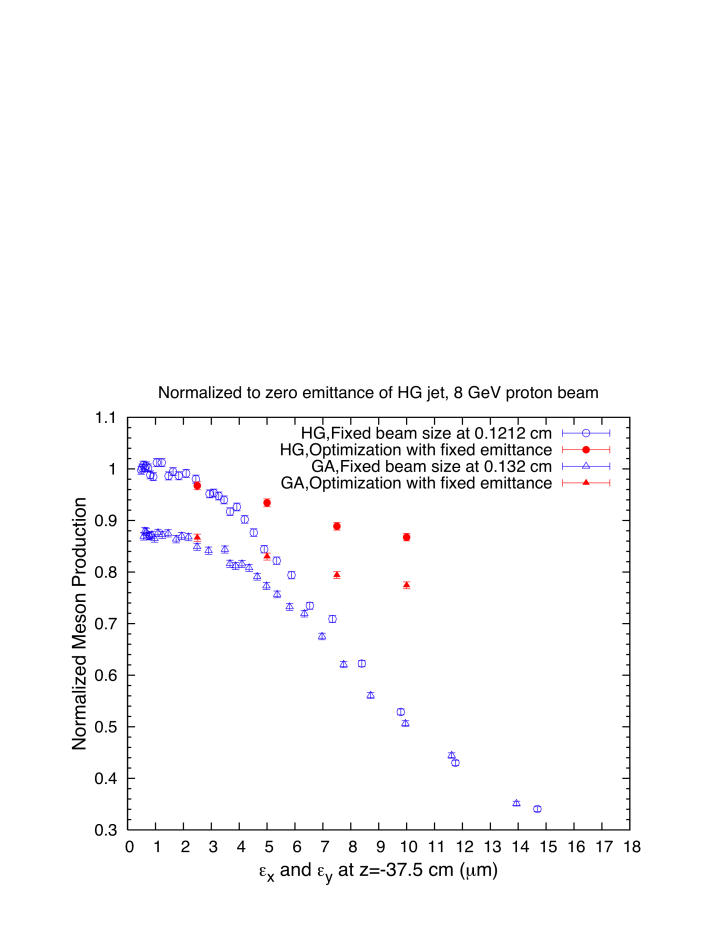 Normalized to zero emittance of HG jet, 8 GeV proton beam
HG,Fixed beam size at 0.1212 cm
HG,Optimization with fixed emittance
GA,Fixed beam size at 0.132 cm
GA,Optimization with fixed emittance
Normalized Meson Production
1.1
1
0.9
0.8
0.7
0.6
0.5
0.4
0.3
0 1 2 3 4 5 6 7 8 9 10 11 12 13 14 15 16 17 18
εx and εy at z=-37.5 cm (μm)